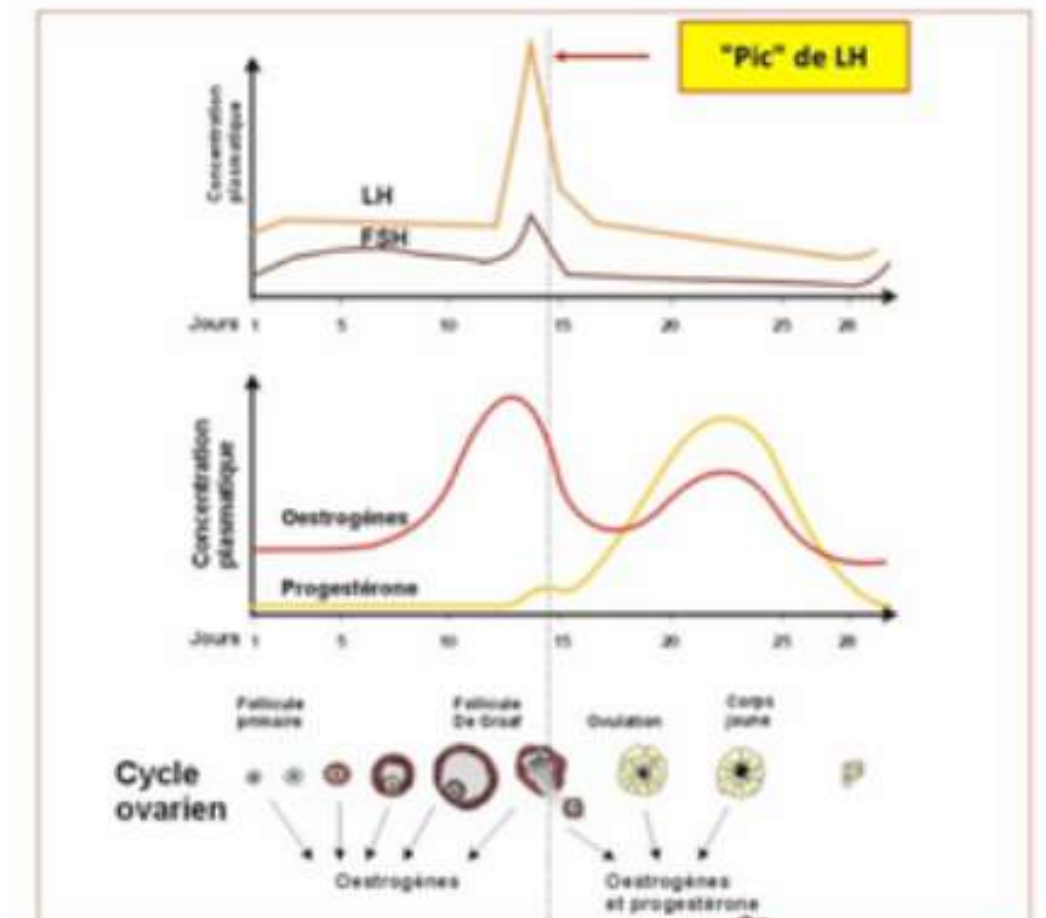 "Pic" de LH
Concentration
plasmatique
LH
FSH
Jours 1 5 10 15 20 25 28
Concentration
plasmatique
Oestrogènes
Progestérone
Jours 1 5 10 15 20 25 28
Follicule
primaire
Follicule
De Graaf
Ovulation
Corps
jaune
Cycle
ovarien
Oestrogènes
Oestrogènes
et progestérone